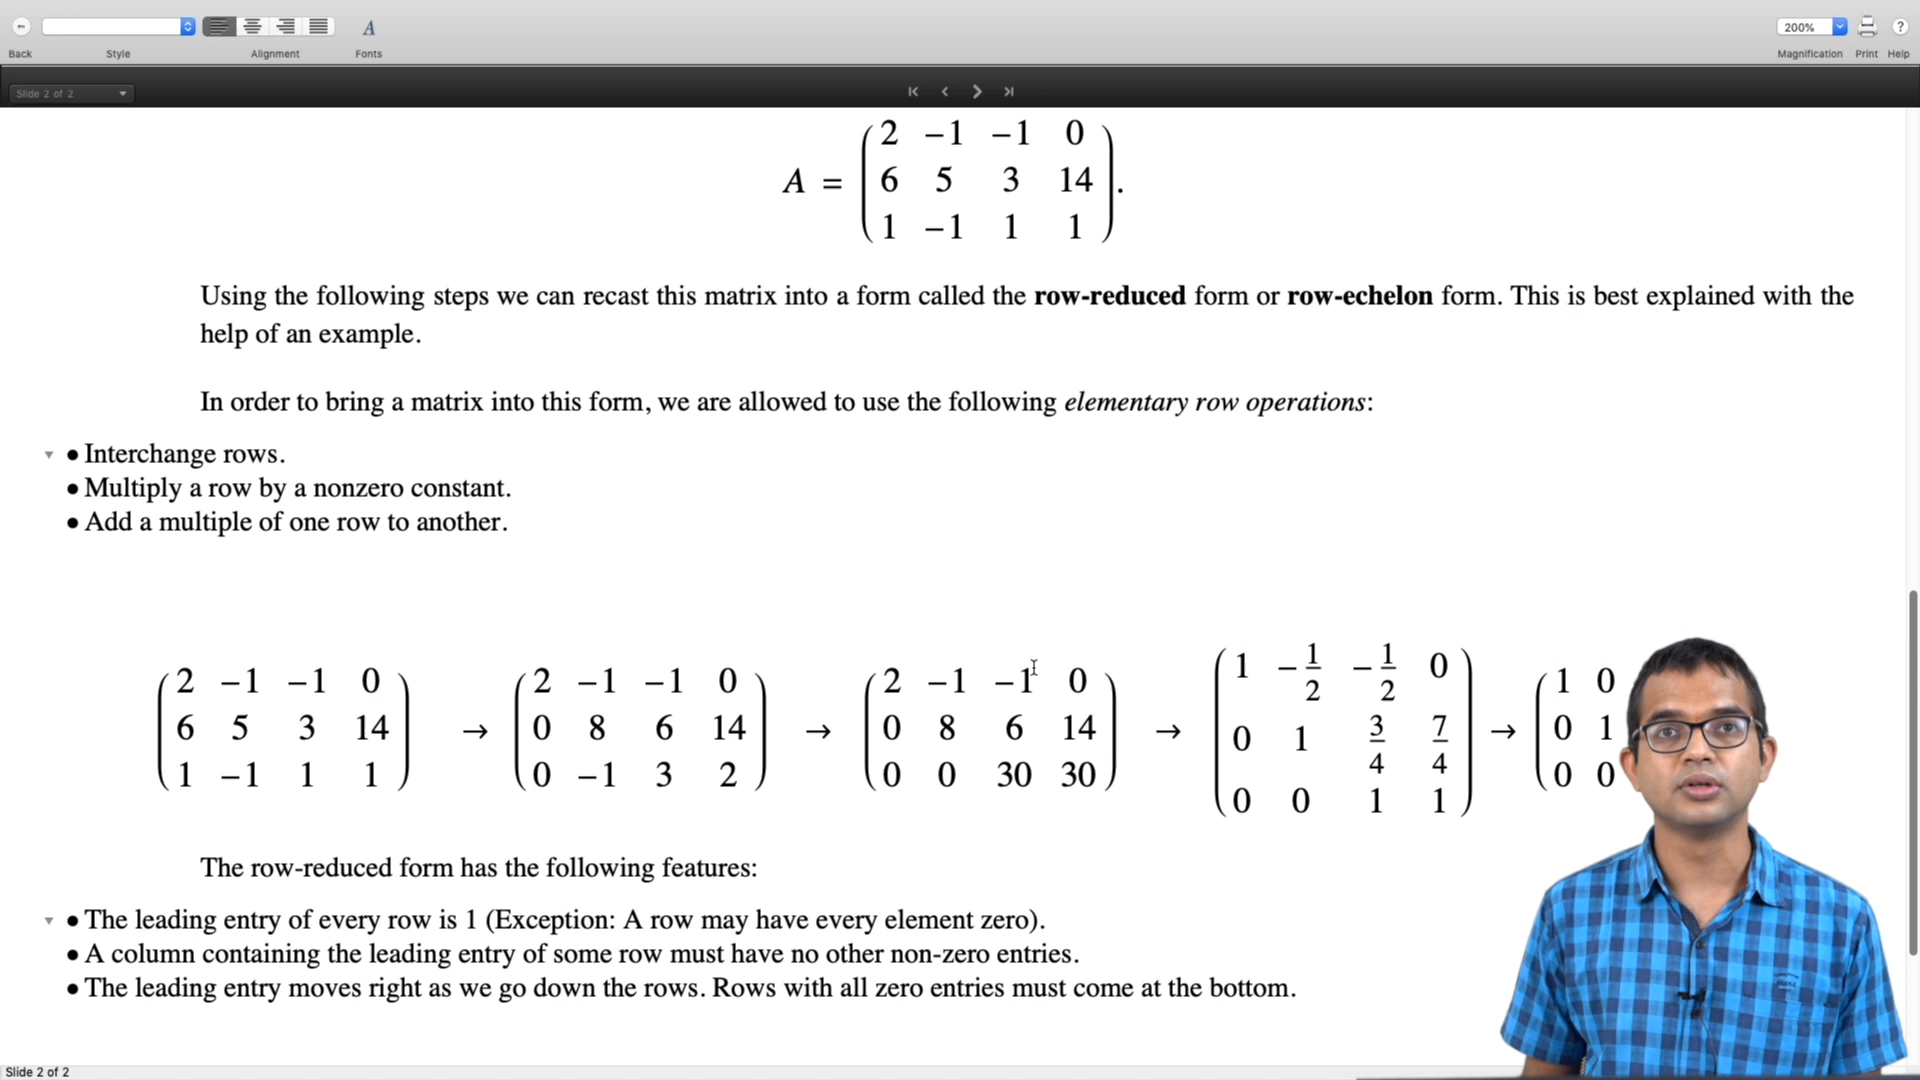 200%
Back Style Alignment Fonts Magnification Print Help
Slide 2 of 2
A = ( 2 −1 −1 0
6 5 3 14
1 −1 1 1 ).
Using the following steps we can recast this matrix into a form called the row-reduced form or row-echelon form. This is best explained with the
help of an example.
In order to bring a matrix into this form, we are allowed to use the following elementary row operations:
• Interchange rows.
• Multiply a row by a nonzero constant.
• Add a multiple of one row to another.
( 2 −1 −1 0
6 5 3 14
1 −1 1 1 )
→
( 2 −1 −1 0
0 8 6 14
0 −1 3 2 )
→
( 2 −1 −1 0
0 8 6 14
0 0 30 30 )
→
( 1 −1/2 −1/2 0
0 1 3/4 7/4
0 0 1 1 )
→
( 1 0
0 1
0 0
The row-reduced form has the following features:
• The leading entry of every row is 1 (Exception: A row may have every element zero).
• A column containing the leading entry of some row must have no other non-zero entries.
• The leading entry moves right as we go down the rows. Rows with all zero entries must come at the bottom.
Slide 2 of 2